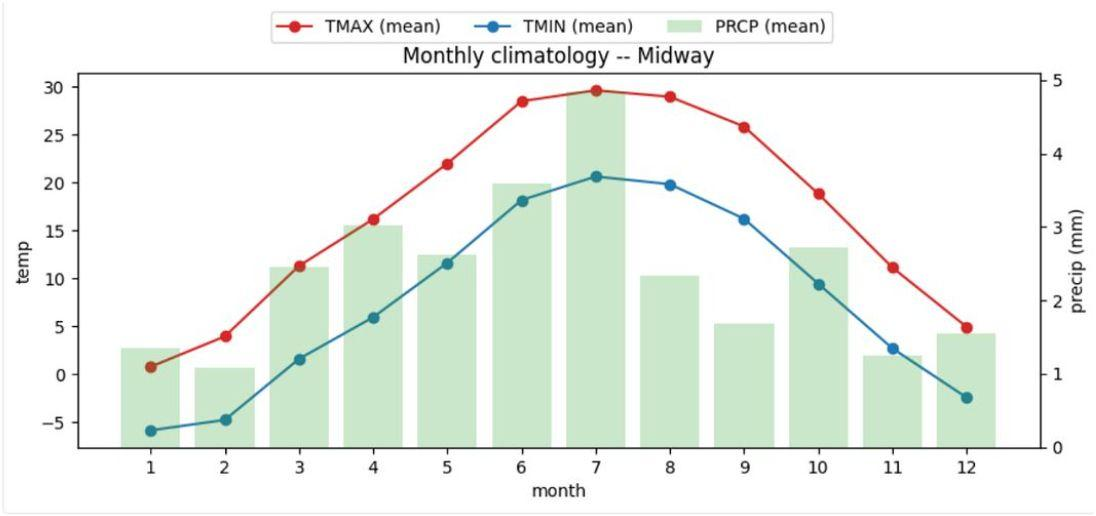 TMAX (mean) TMIN (mean) PRCP (mean)
Monthly climatology -- Midway
30
25
20
15
10
5
0
−5
temp
5
4
3
2
1
0
precip (mm)
1 2 3 4 5 6 7 8 9 10 11 12
month